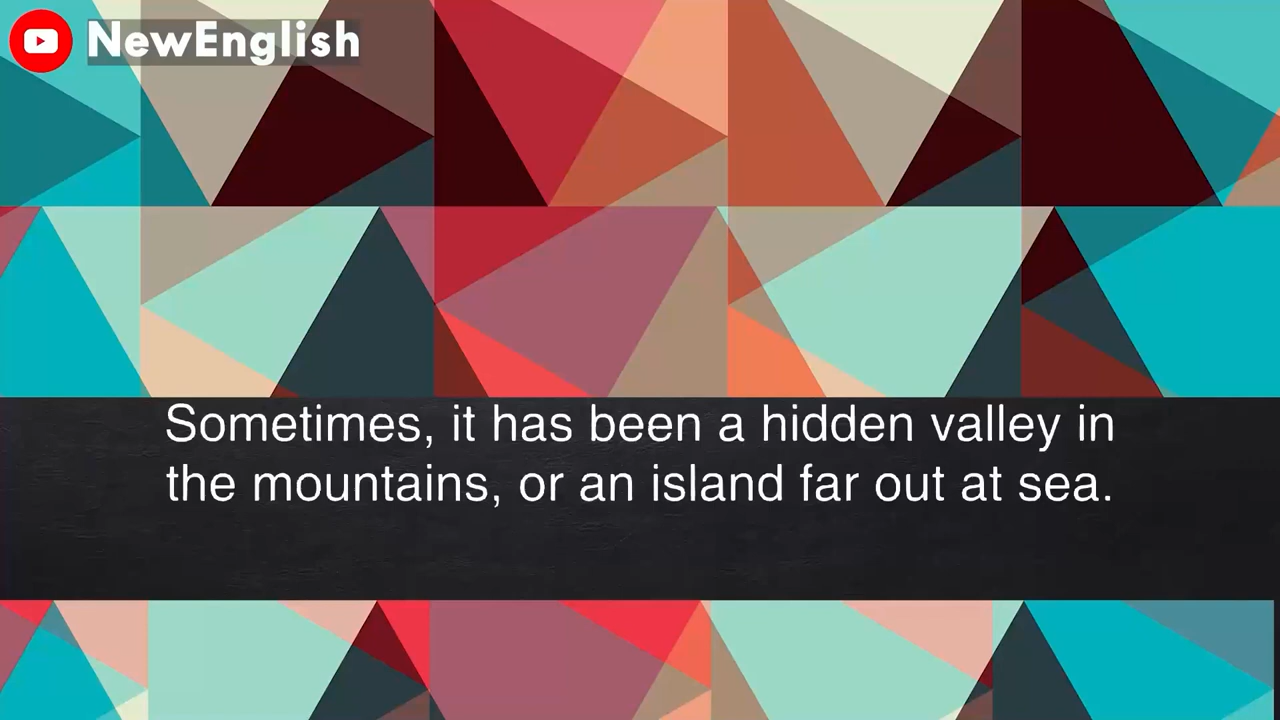 NewEnglish
Sometimes, it has been a hidden valley in
the mountains, or an island far out at sea.